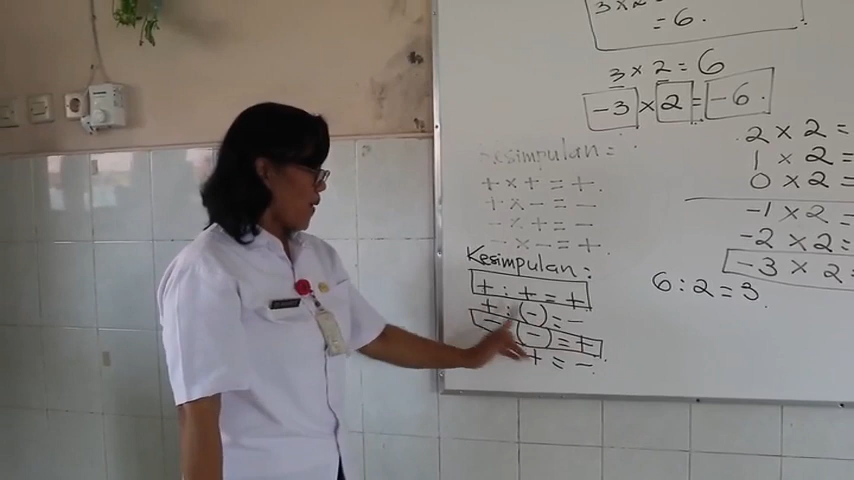 3 x 2
= 6.
3 x 2 = 6
-3 x 2 = -6.
Kesimpulan =
+ x + = +.
+ x - = -.
- x + = -.
- x - = +.
Kesimpulan :
+ : + = +
+ : (-) = -.
- : (-) = +
+ = -.
6 : 2 = 3.
2 x 2 =
1 x 2 =
0 x 2 =
-1 x 2 =
-2 x 2 =
-3 x 2 =